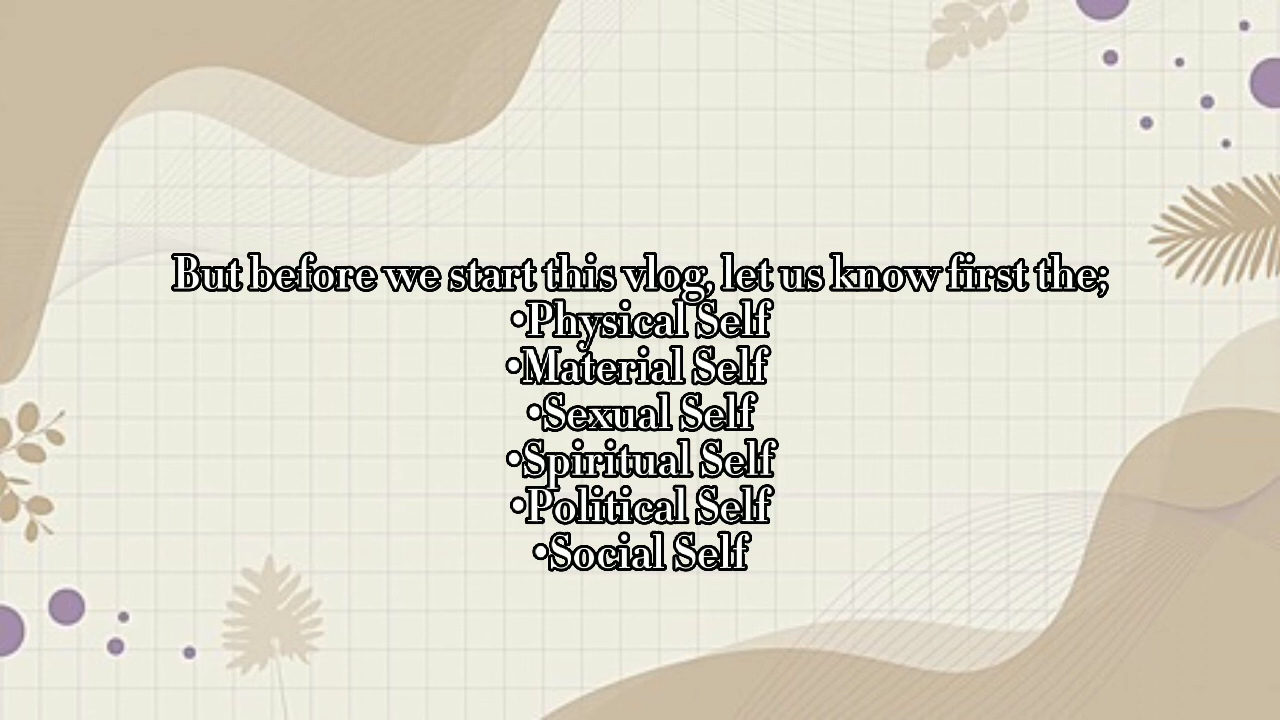 But before we start this vlog, let us know first the;
•Physical Self
•Material Self
•Sexual Self
•Spiritual Self
•Political Self
•Social Self